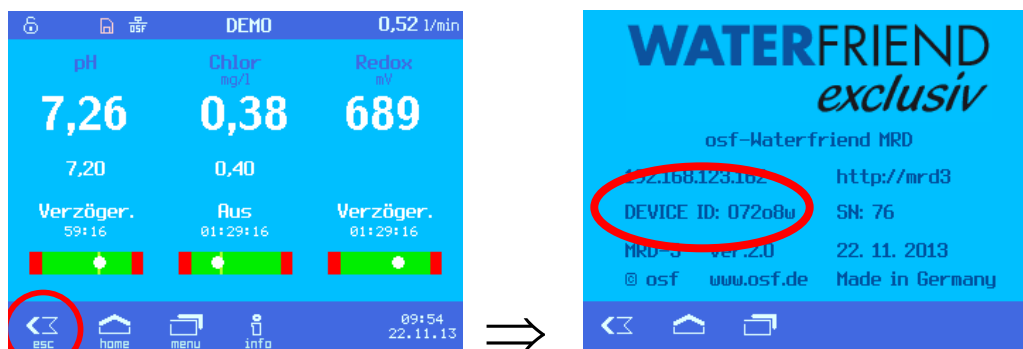 OSF DEMO 0,52 l/min
pH Chlor Redox
mg/l mV
7,26 0,38 689
7,20 0,40
Verzöger. Aus Verzöger.
59:16 01:29:16 01:29:16
esc home menu info
09:54
22.11.13
WATERFRIEND
exclusiv
osf-Waterfriend MRD
192.168.123.162 http://mrd3
DEVICE ID: 072o8w SN: 76
MRD-3 Ver.2.0 22. 11. 2013
© osf www.osf.de Made in Germany